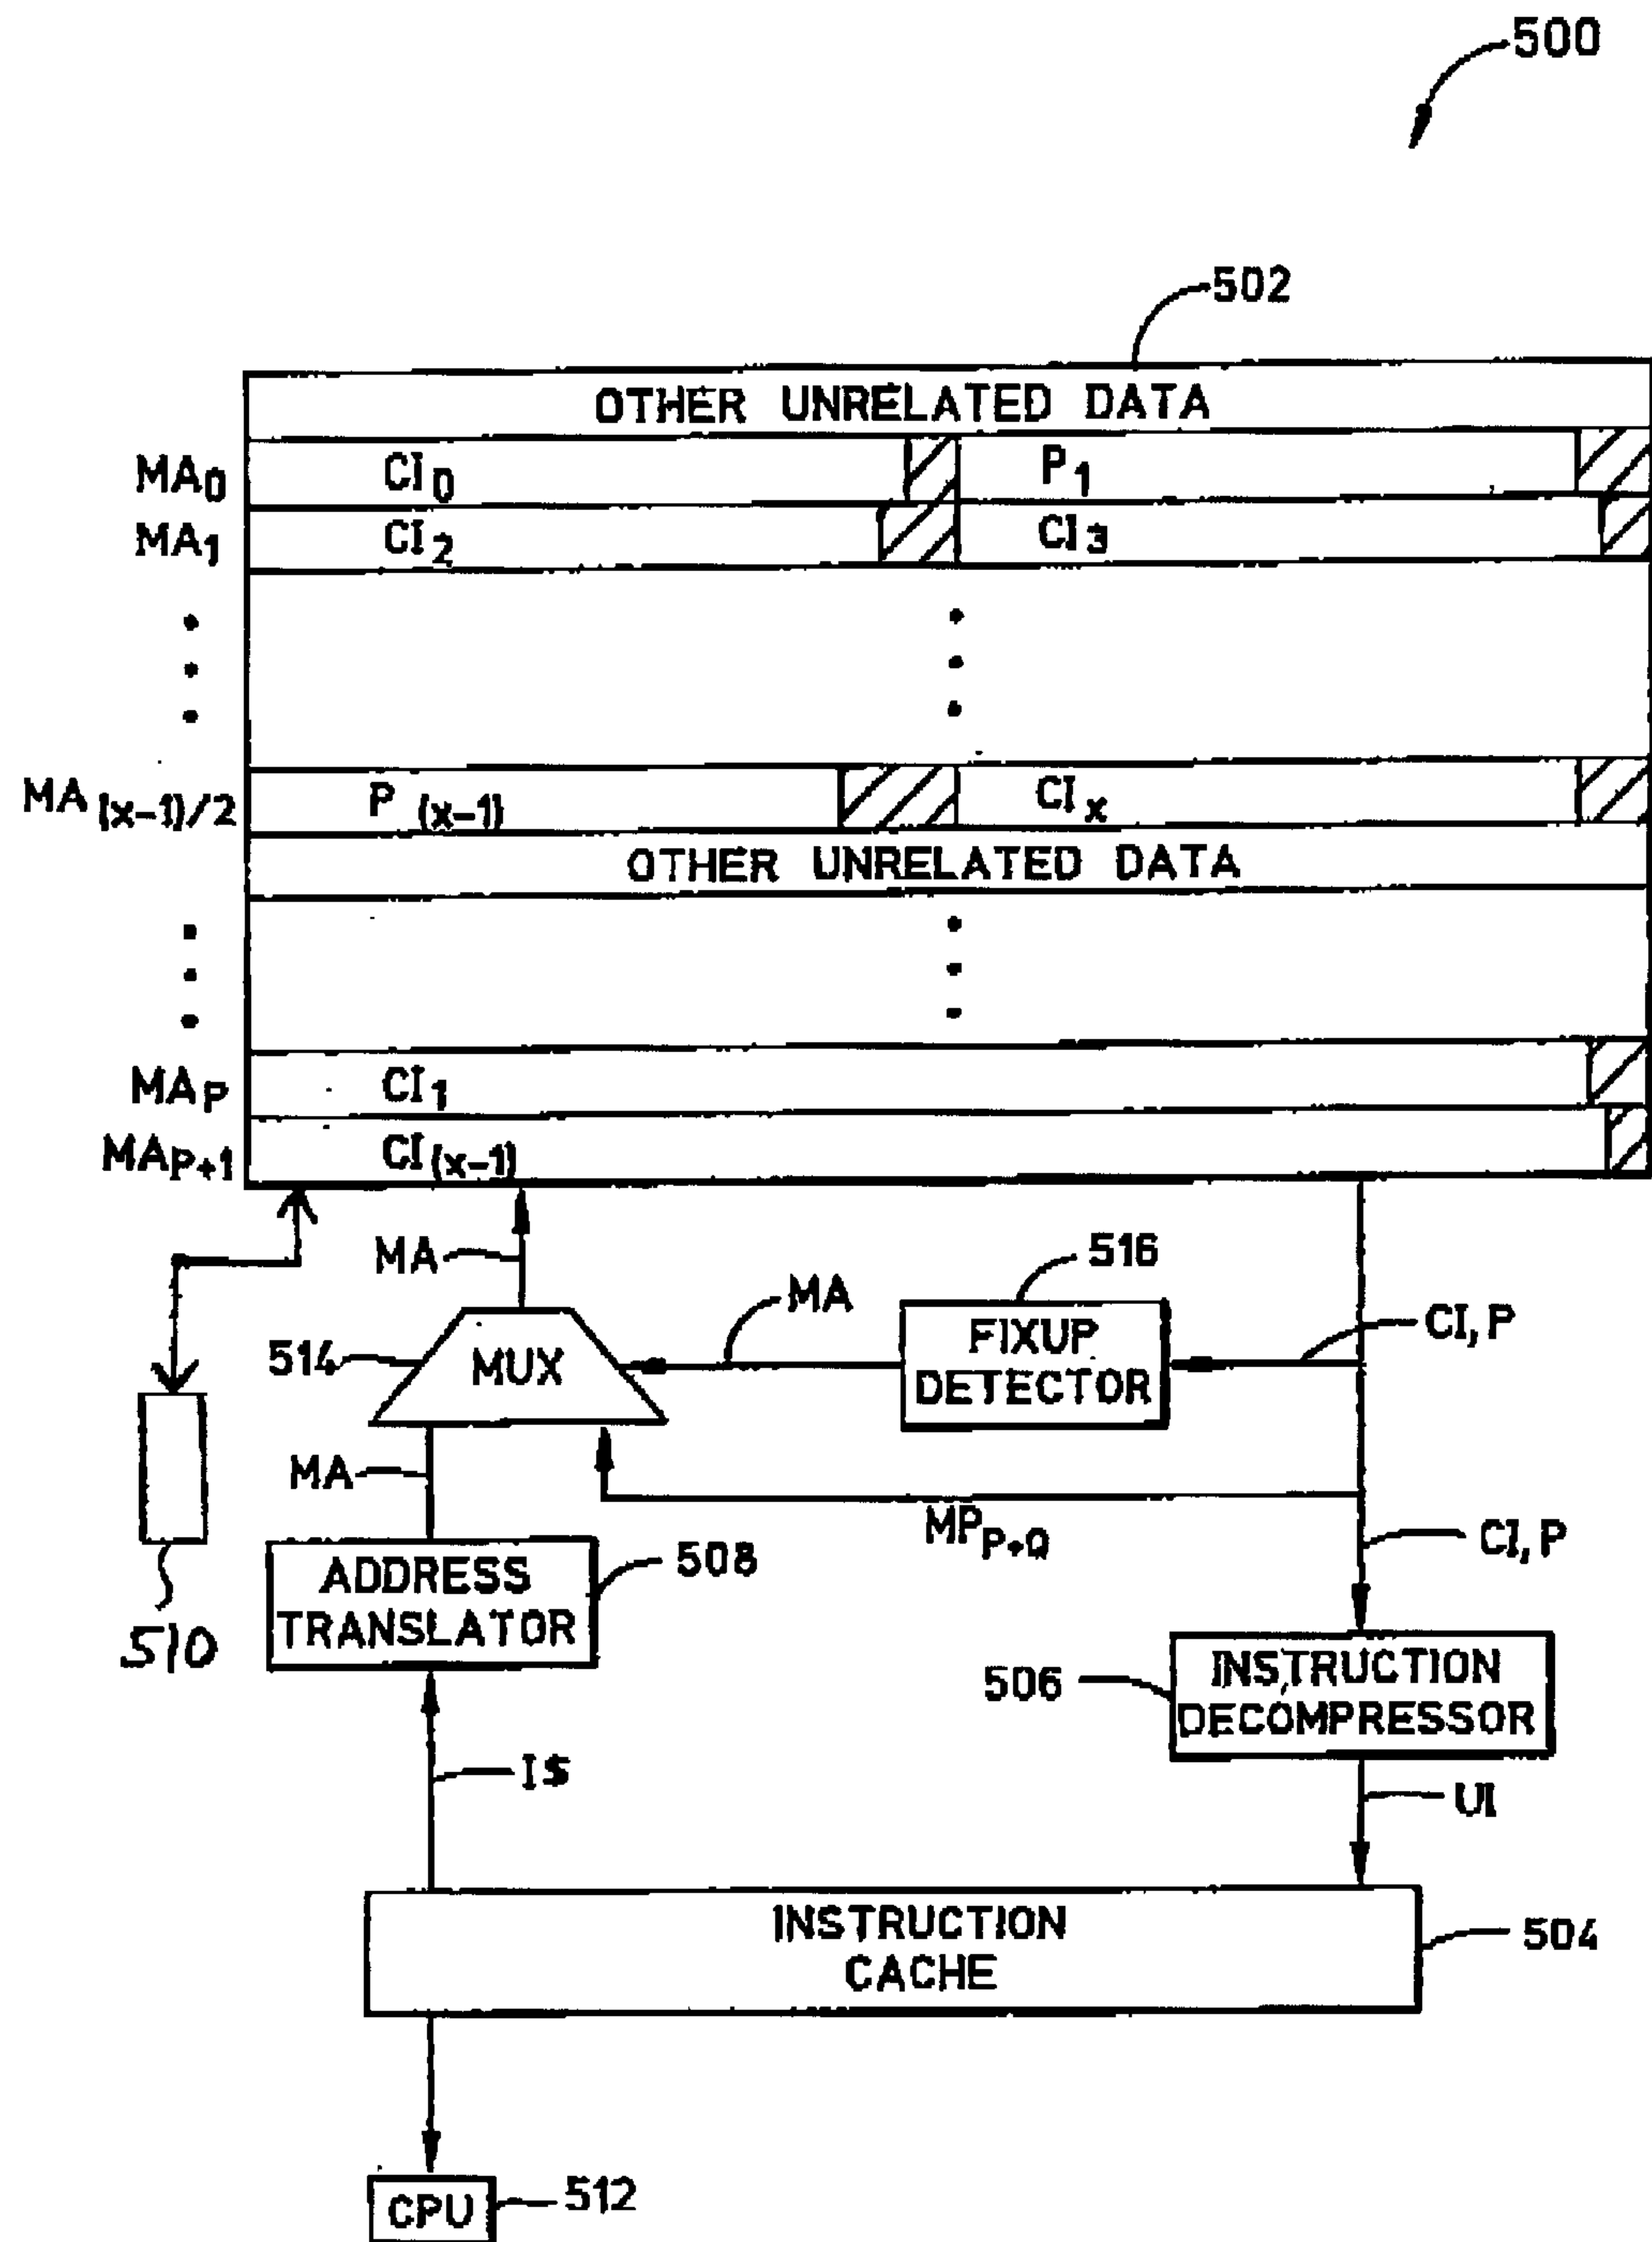 500
502
OTHER UNRELATED DATA
MA0 CI0 P1
MA1 CI2 CI3
MA(x-1)/2 P(x-1) CIx
OTHER UNRELATED DATA
MAP CI1
MAP+1 CI(x-1)
MA
516
MA
CI, P
514
MUX
FIXUP
DETECTOR
MA
MPP+Q
CI, P
508
ADDRESS
TRANSLATOR
510
506
INSTRUCTION
DECOMPRESSOR
I$
UI
INSTRUCTION
CACHE
504
CPU
512